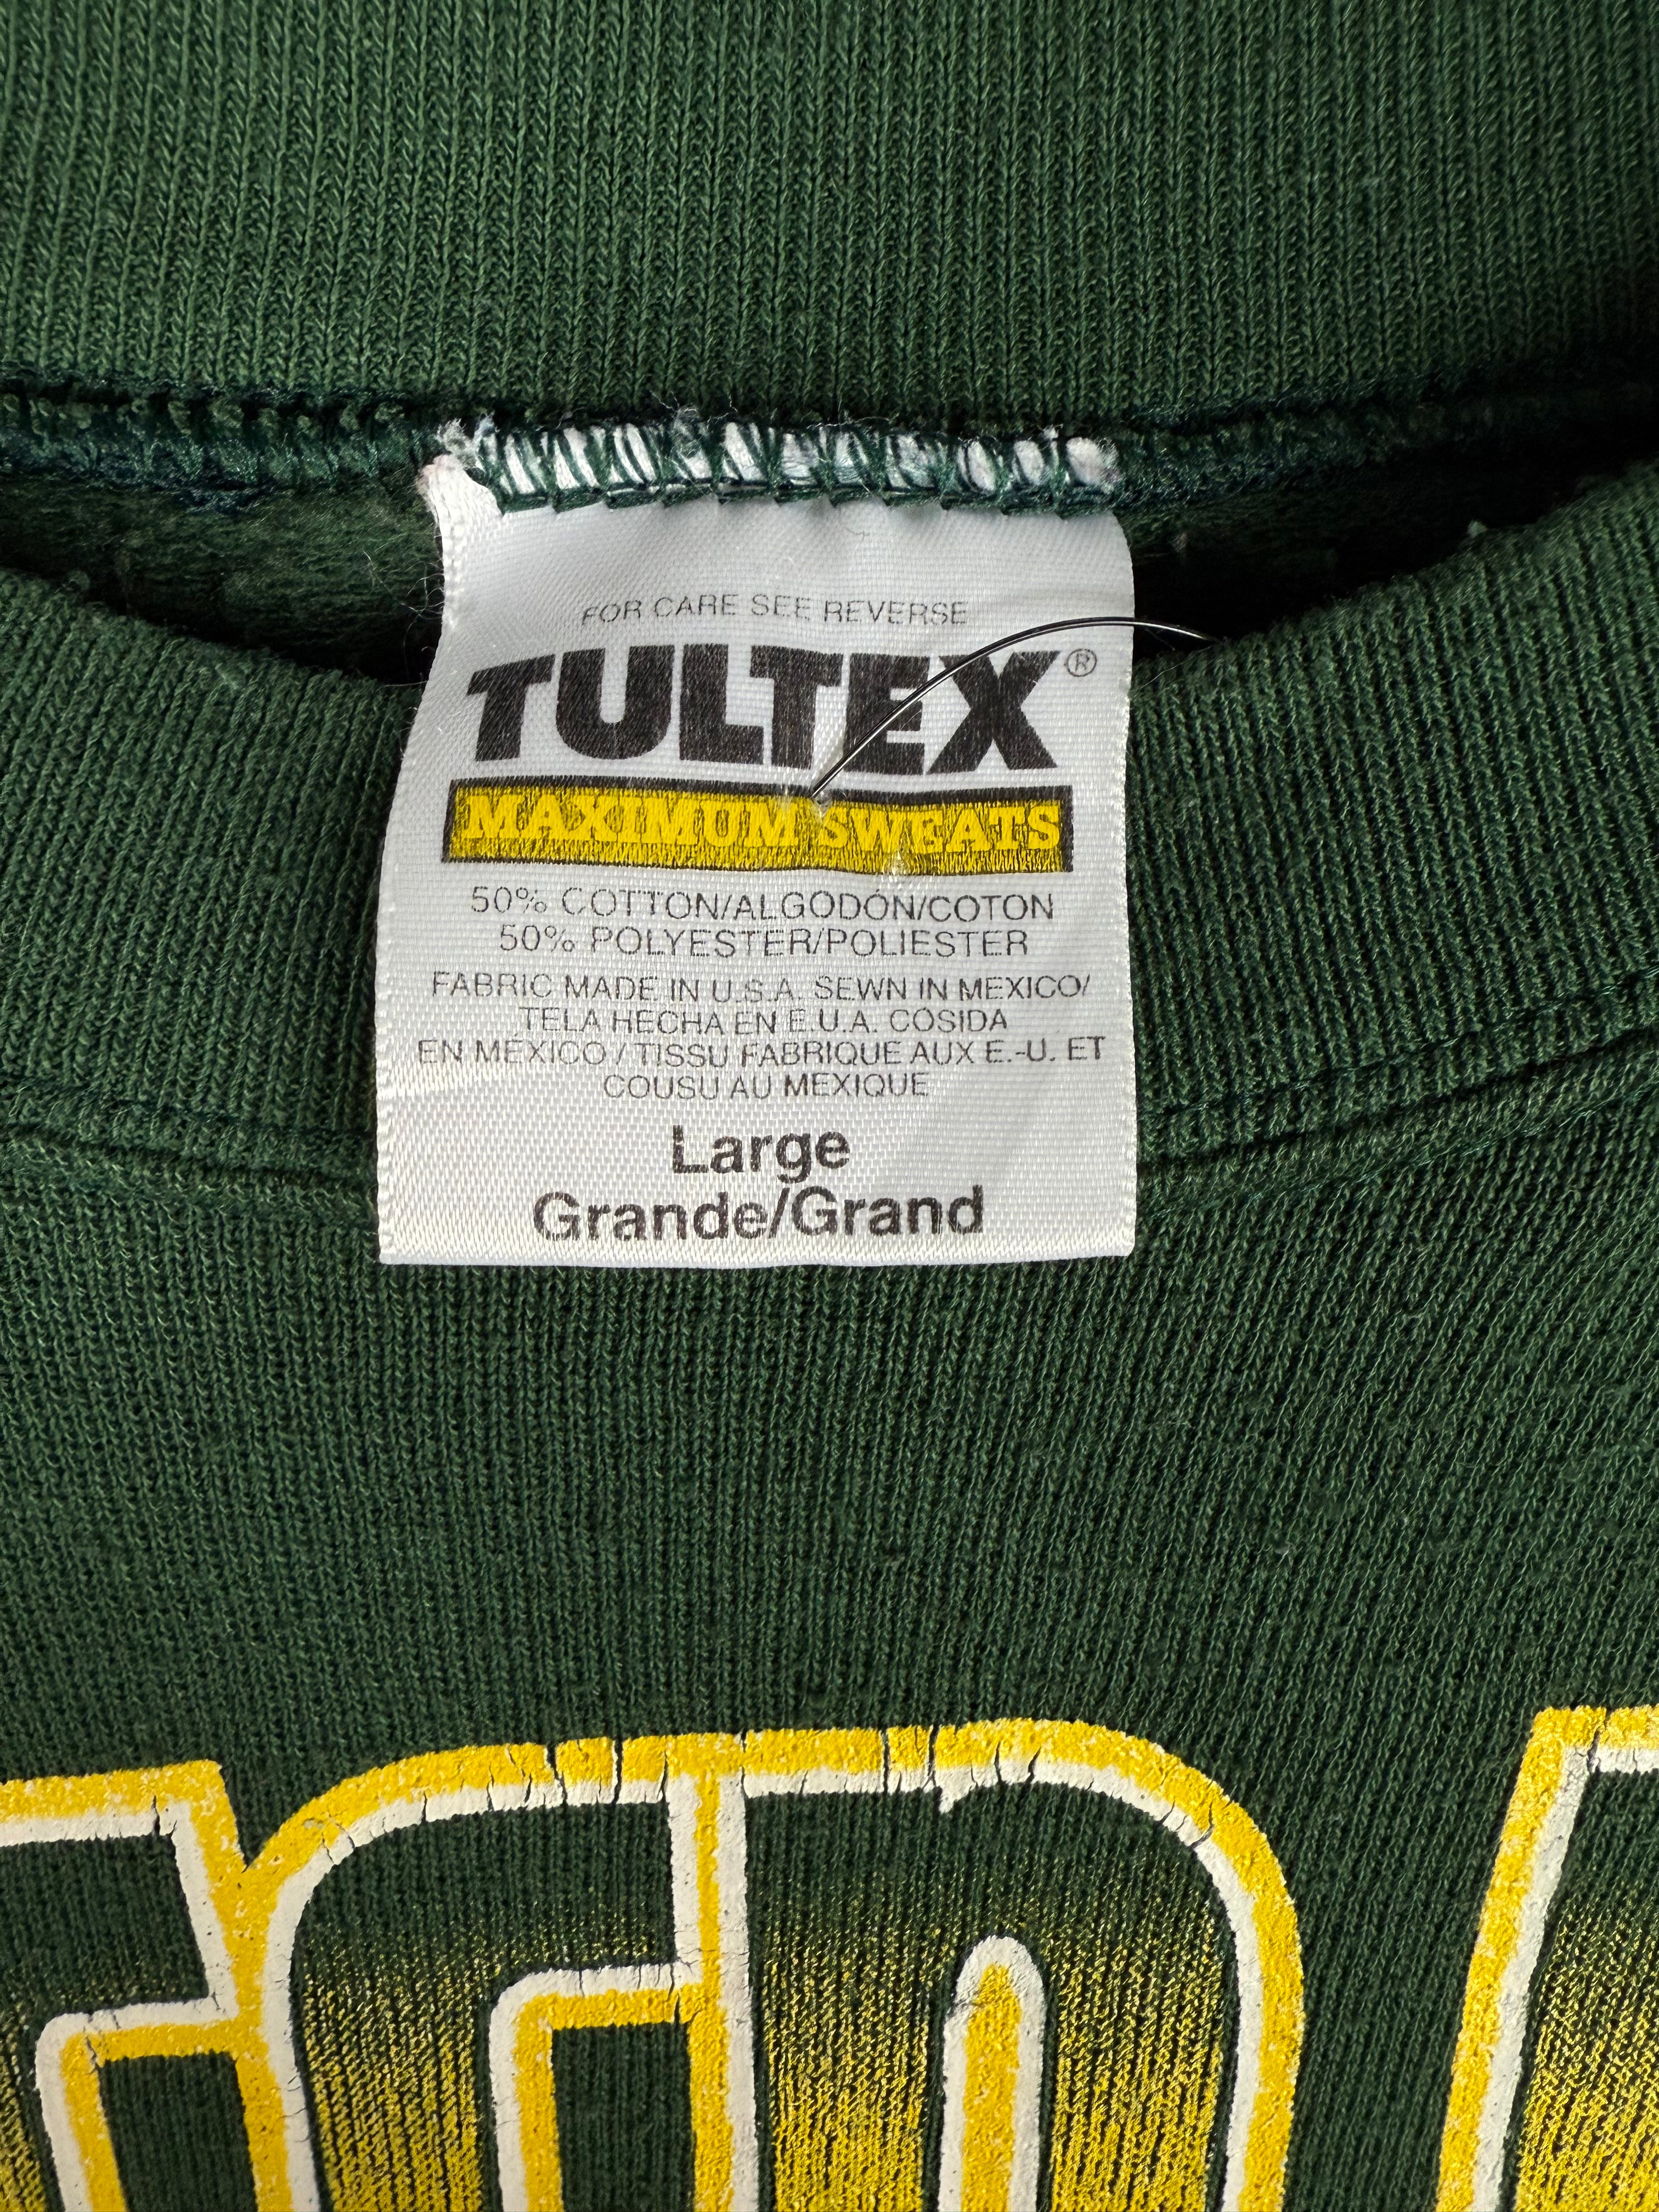 FOR CARE SEE REVERSE
TULTEX®
MAXIMUM SWEATS
50% COTTON/ALGODÓN/COTON
50% POLYESTER/POLIESTER
FABRIC MADE IN U.S.A. SEWN IN MEXICO/
TELA HECHA EN E.U.A. COSIDA
EN MEXICO / TISSU FABRIQUE AUX E.-U. ET
COUSU AU MEXIQUE
Large
Grande/Grand